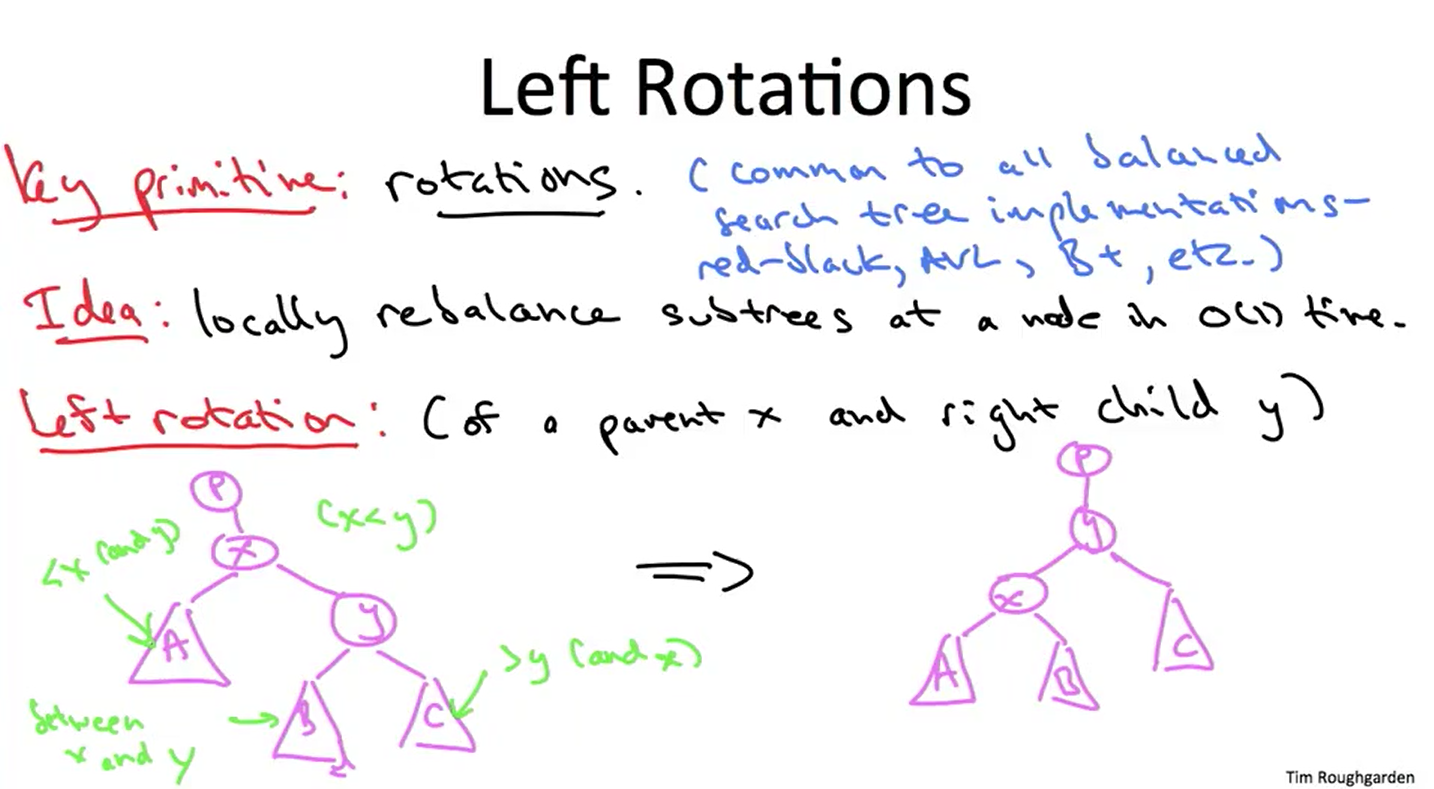 Left Rotations
Key primitive: rotations. (common to all balanced
search tree implementations-
red-black, AVL, B+, etc.)
Idea: locally rebalance subtrees at a node in O(1) time.
Left rotation: (of a parent x and right child y)
P
P
(x<y)
<x (and y)
x
y
y
x
A
>y (and x)
C
A
B
between
x and y
B
C
Tim Roughgarden